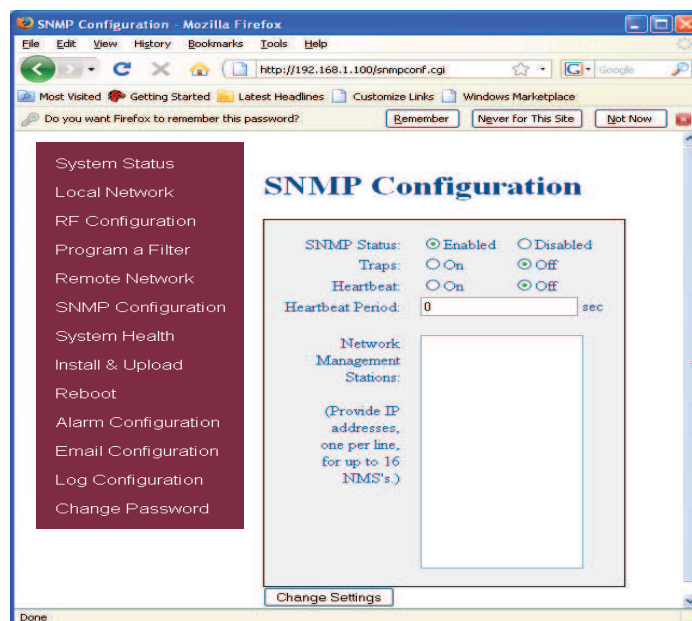 SNMP Configuration - Mozilla Firefox
File Edit View History Bookmarks Tools Help
http://192.168.1.100/snmpconf.cgi
G Google
Most Visited Getting Started Latest Headlines Customize Links Windows Marketplace
Do you want Firefox to remember this password? Remember Never for This Site Not Now
System Status
Local Network
RF Configuration
Program a Filter
Remote Network
SNMP Configuration
System Health
Install & Upload
Reboot
Alarm Configuration
Email Configuration
Log Configuration
Change Password
SNMP Configuration
SNMP Status: Enabled Disabled
Traps: On Off
Heartbeat: On Off
Heartbeat Period: 0 sec
Network
Management
Stations:
(Provide IP
addresses,
one per line,
for up to 16
NMS's.)
Change Settings
Done